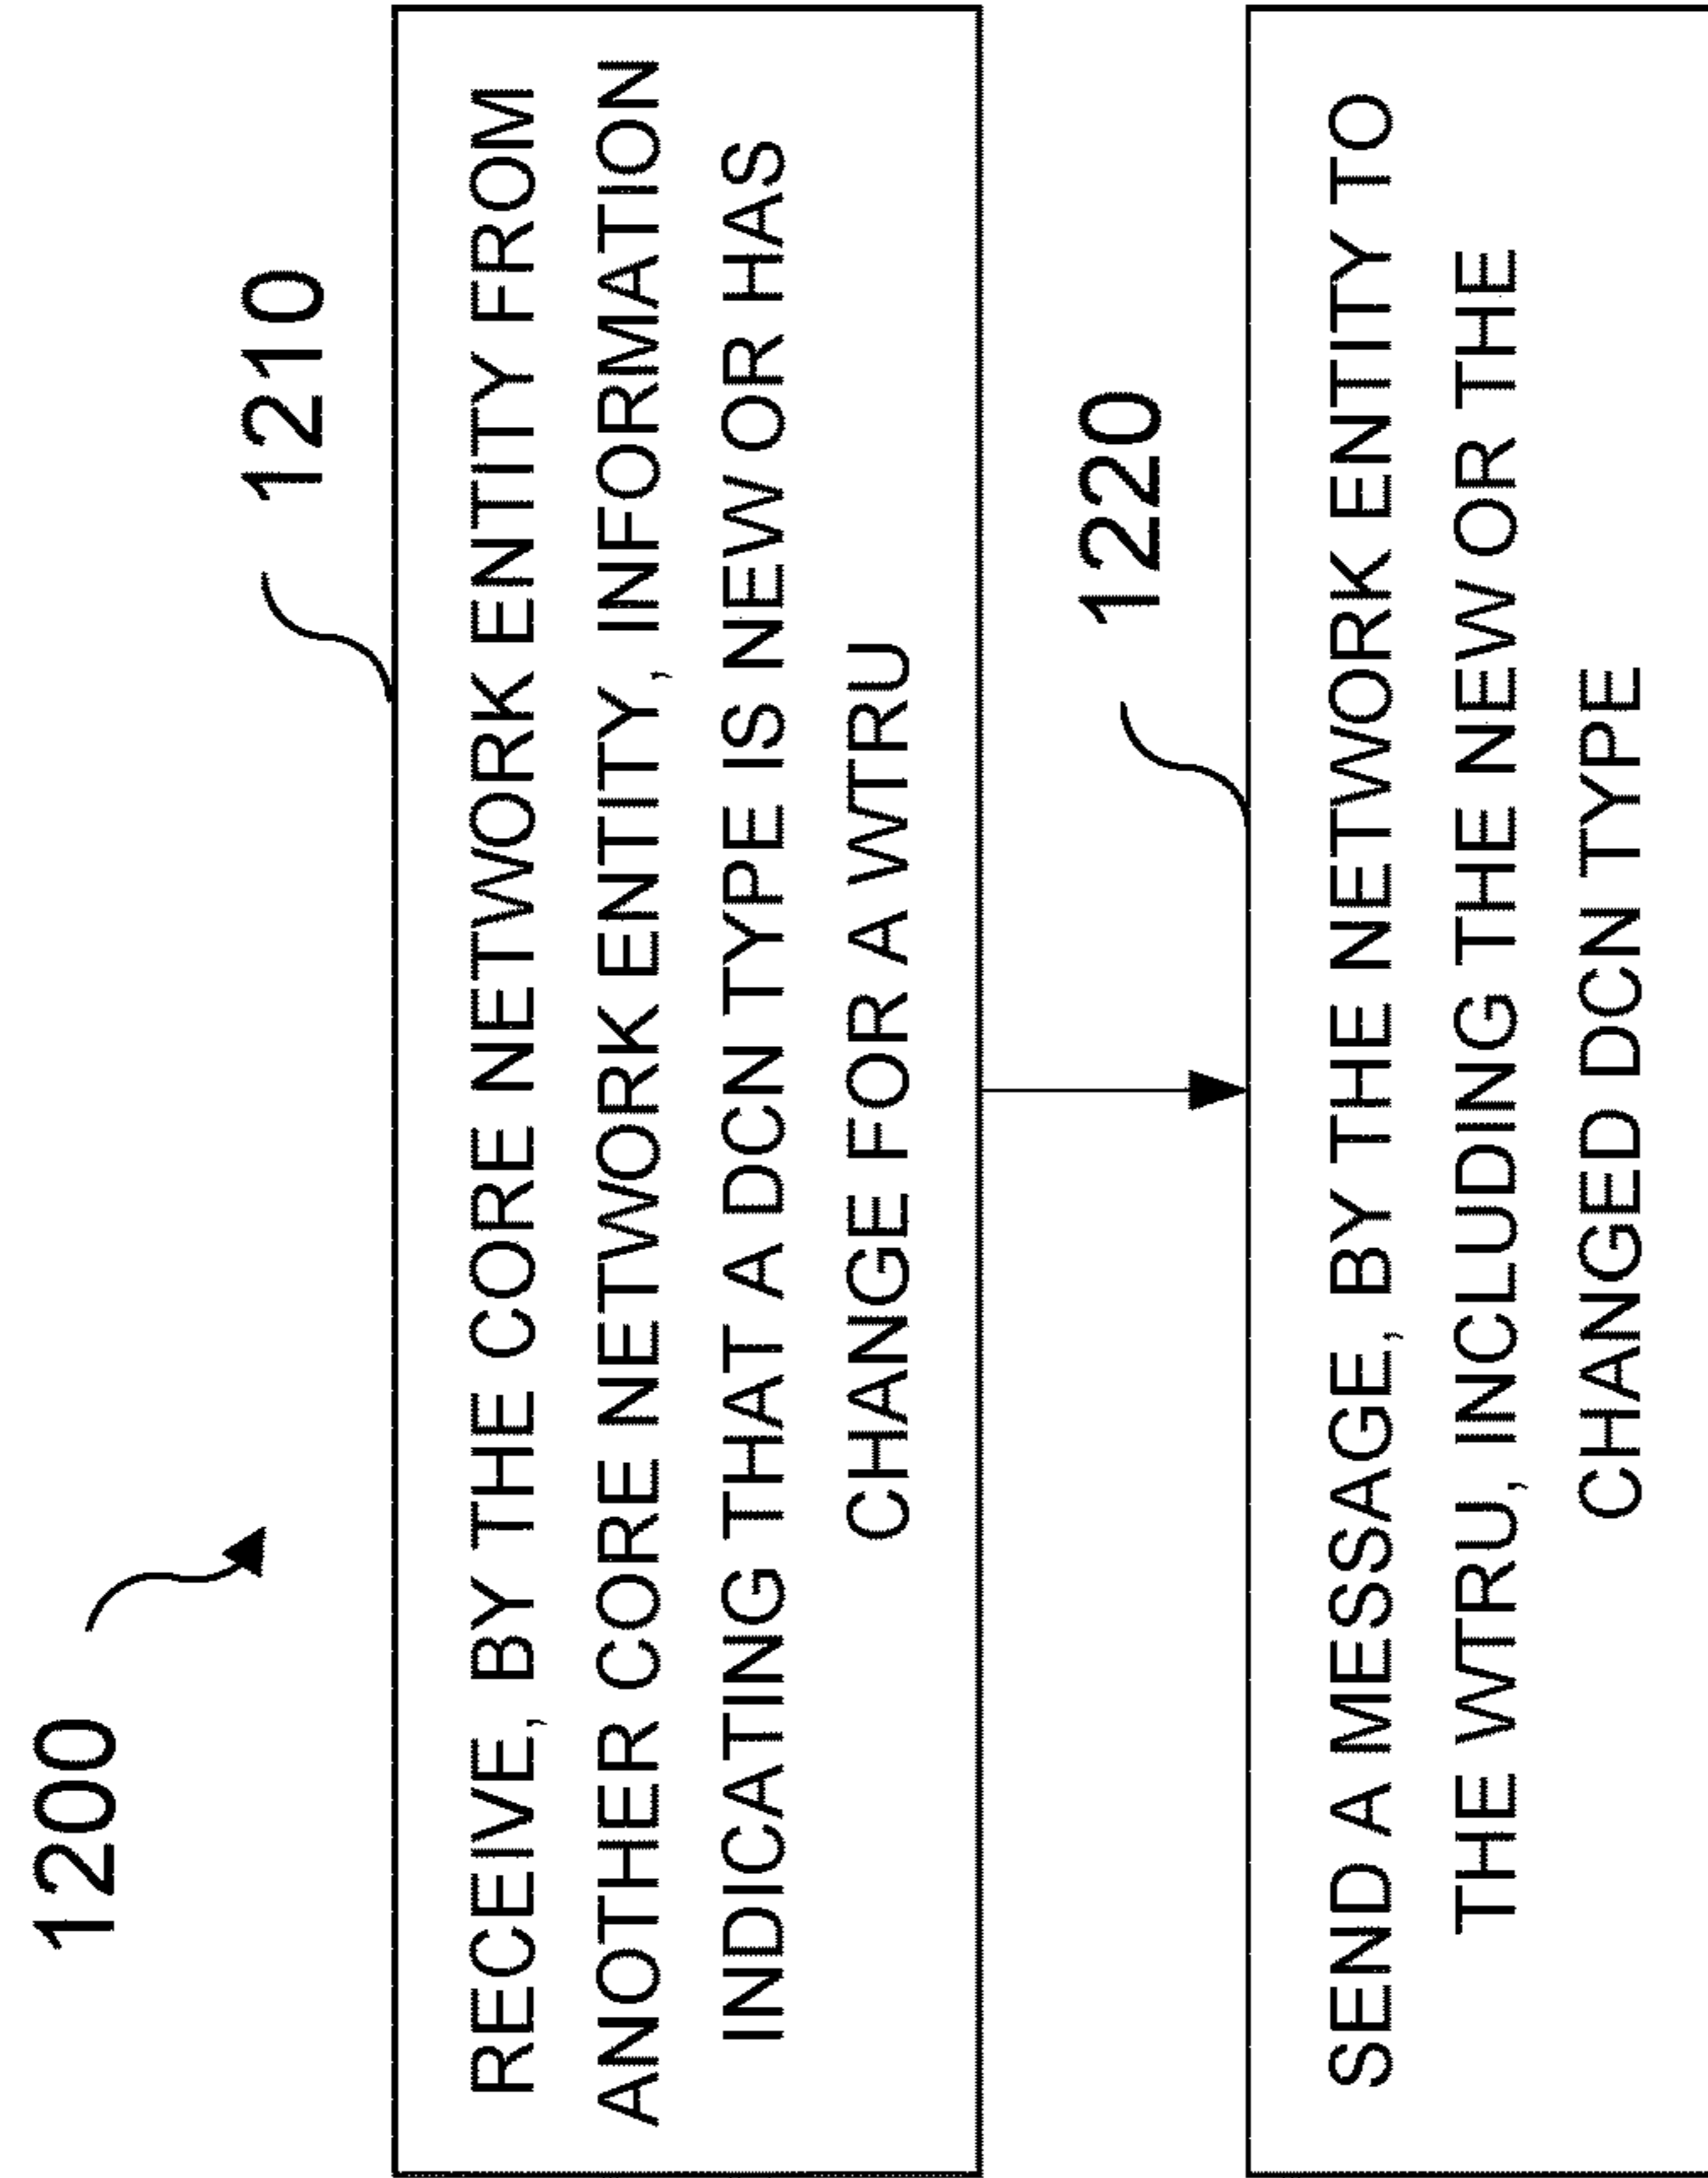 1200
1210
RECEIVE, BY THE CORE NETWORK ENTITY FROM
ANOTHER CORE NETWORK ENTITY, INFORMATION
INDICATING THAT A DCN TYPE IS NEW OR HAS
CHANGE FOR A WTRU
1220
SEND A MESSAGE, BY THE NETWORK ENTITY TO
THE WTRU, INCLUDING THE NEW OR THE
CHANGED DCN TYPE